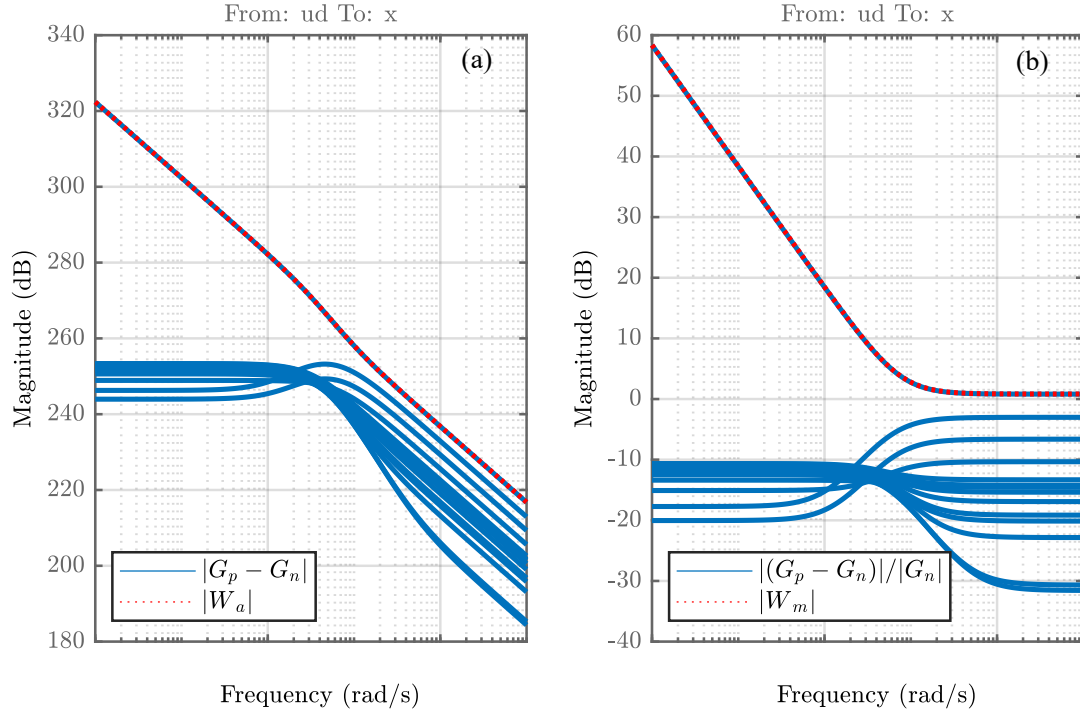 From: ud To: x
(a)
Magnitude (dB)
340
320
300
280
260
240
220
200
180
|G_p − G_n|
|W_a|
Frequency (rad/s)
From: ud To: x
(b)
Magnitude (dB)
60
50
40
30
20
10
0
-10
-20
-30
-40
|(G_p − G_n)|/|G_n|
|W_m|
Frequency (rad/s)